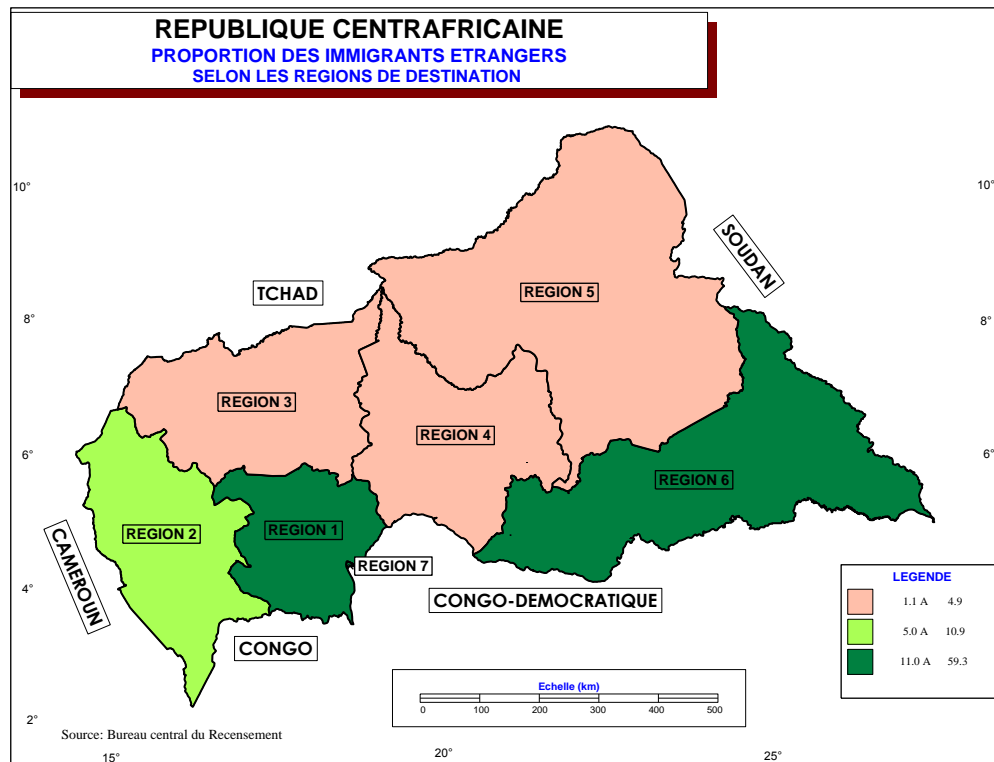 REPUBLIQUE CENTRAFRICAINE
PROPORTION DES IMMIGRANTS ETRANGERS
SELON LES REGIONS DE DESTINATION
10°
10°
SOUDAN
TCHAD
REGION 5
8°
8°
REGION 3
REGION 4
6°
6°
REGION 6
REGION 2
REGION 1
REGION 7
CAMEROUN
4°
4°
CONGO-DEMOCRATIQUE
CONGO
LEGENDE
1.1 A 4.9
5.0 A 10.9
11.0 A 59.3
Echelle (km)
0 100 200 300 400 500
2°
2°
Source: Bureau central du Recensement
15°
20°
25°